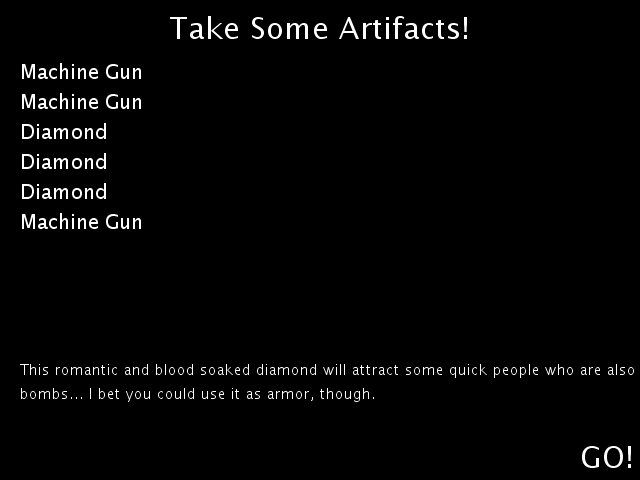 Take Some Artifacts!
Machine Gun
Machine Gun
Diamond
Diamond
Diamond
Machine Gun
This romantic and blood soaked diamond will attract some quick people who are also
bombs... I bet you could use it as armor, though.
GO!